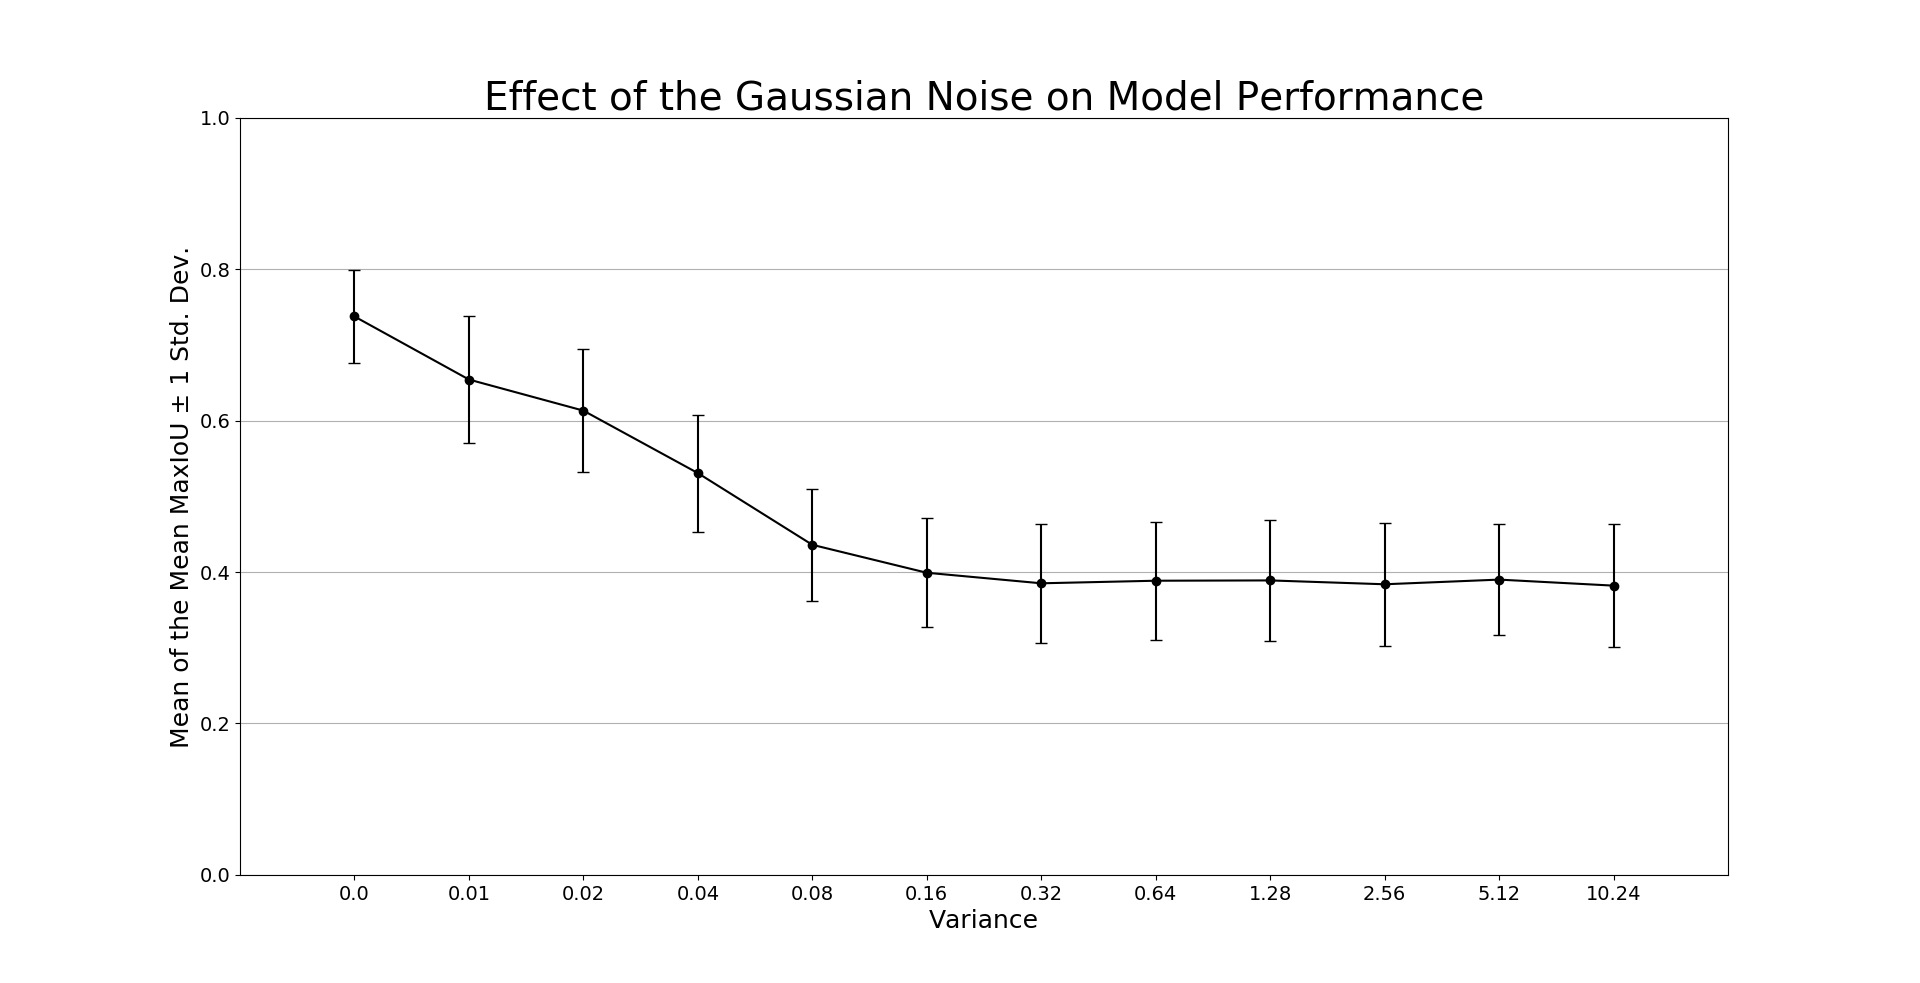 Effect of the Gaussian Noise on Model Performance
Mean of the Mean MaxIoU ± 1 Std. Dev.
1.0
0.8
0.6
0.4
0.2
0.0
0.0 0.01 0.02 0.04 0.08 0.16 0.32 0.64 1.28 2.56 5.12 10.24
Variance